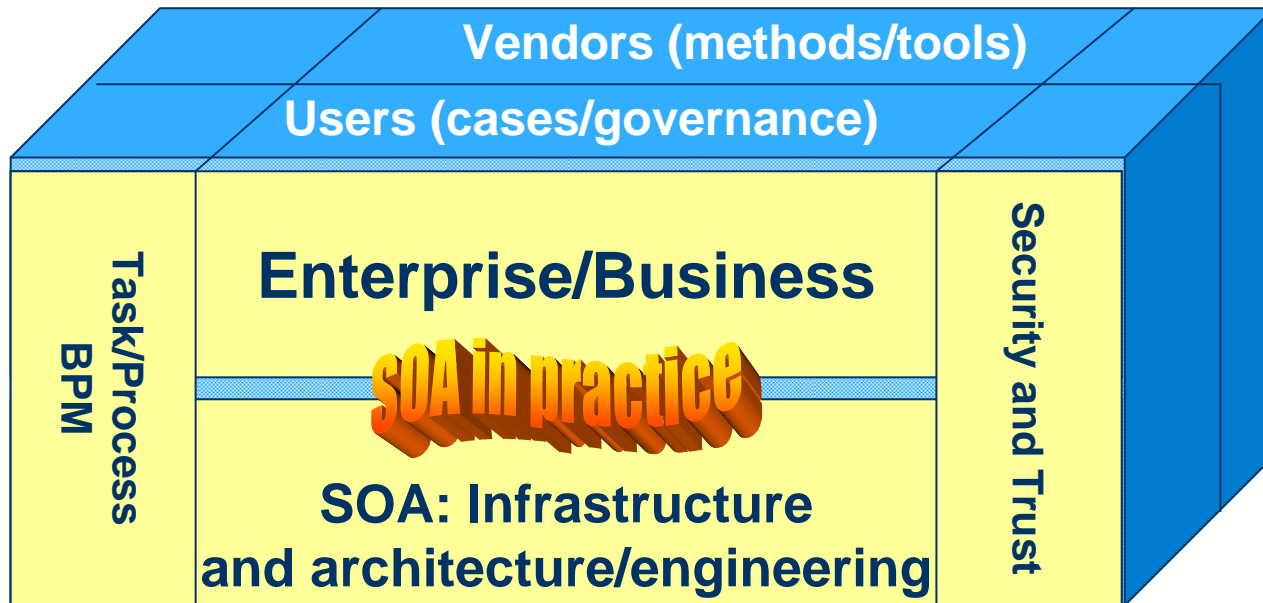 Vendors (methods/tools)
Users (cases/governance)
Task/Process
BPM
Enterprise/Business
SOA in practice
SOA: Infrastructure
and architecture/engineering
Security and Trust